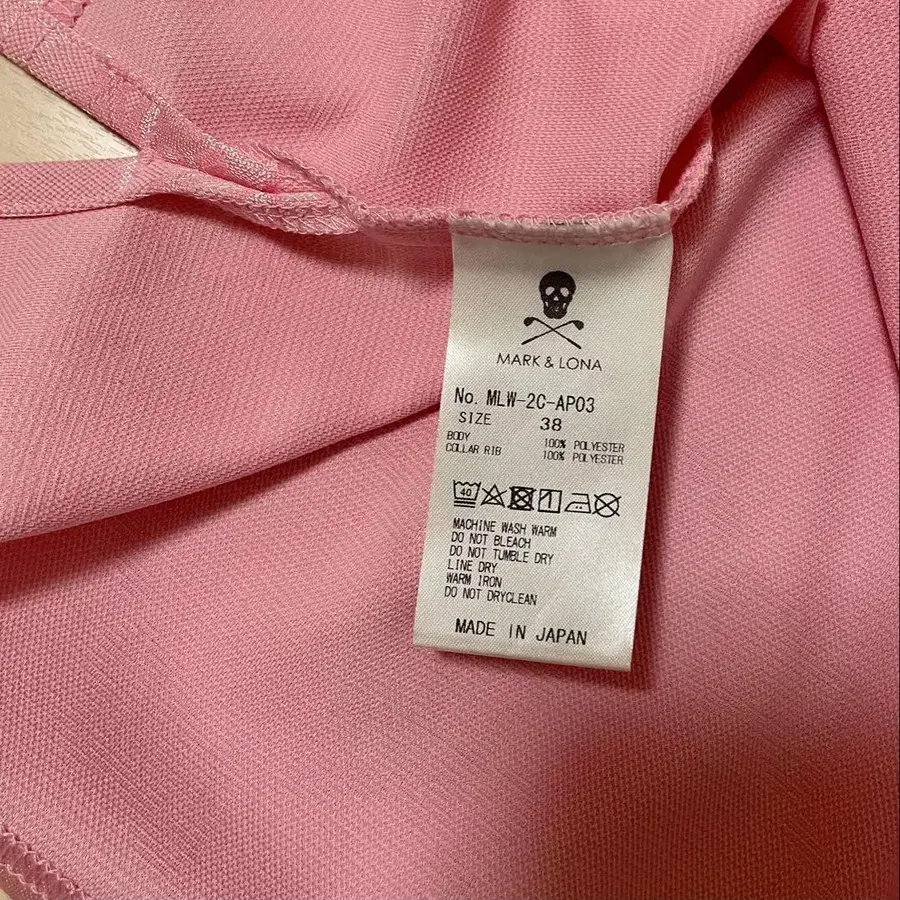 MARK & LONA
No. MLW-2C-AP03
SIZE 38
BODY 100% POLYESTER
COLLAR RIB 100% POLYESTER
40
MACHINE WASH WARM
DO NOT BLEACH
DO NOT TUMBLE DRY
LINE DRY
WARM IRON
DO NOT DRYCLEAN
MADE IN JAPAN